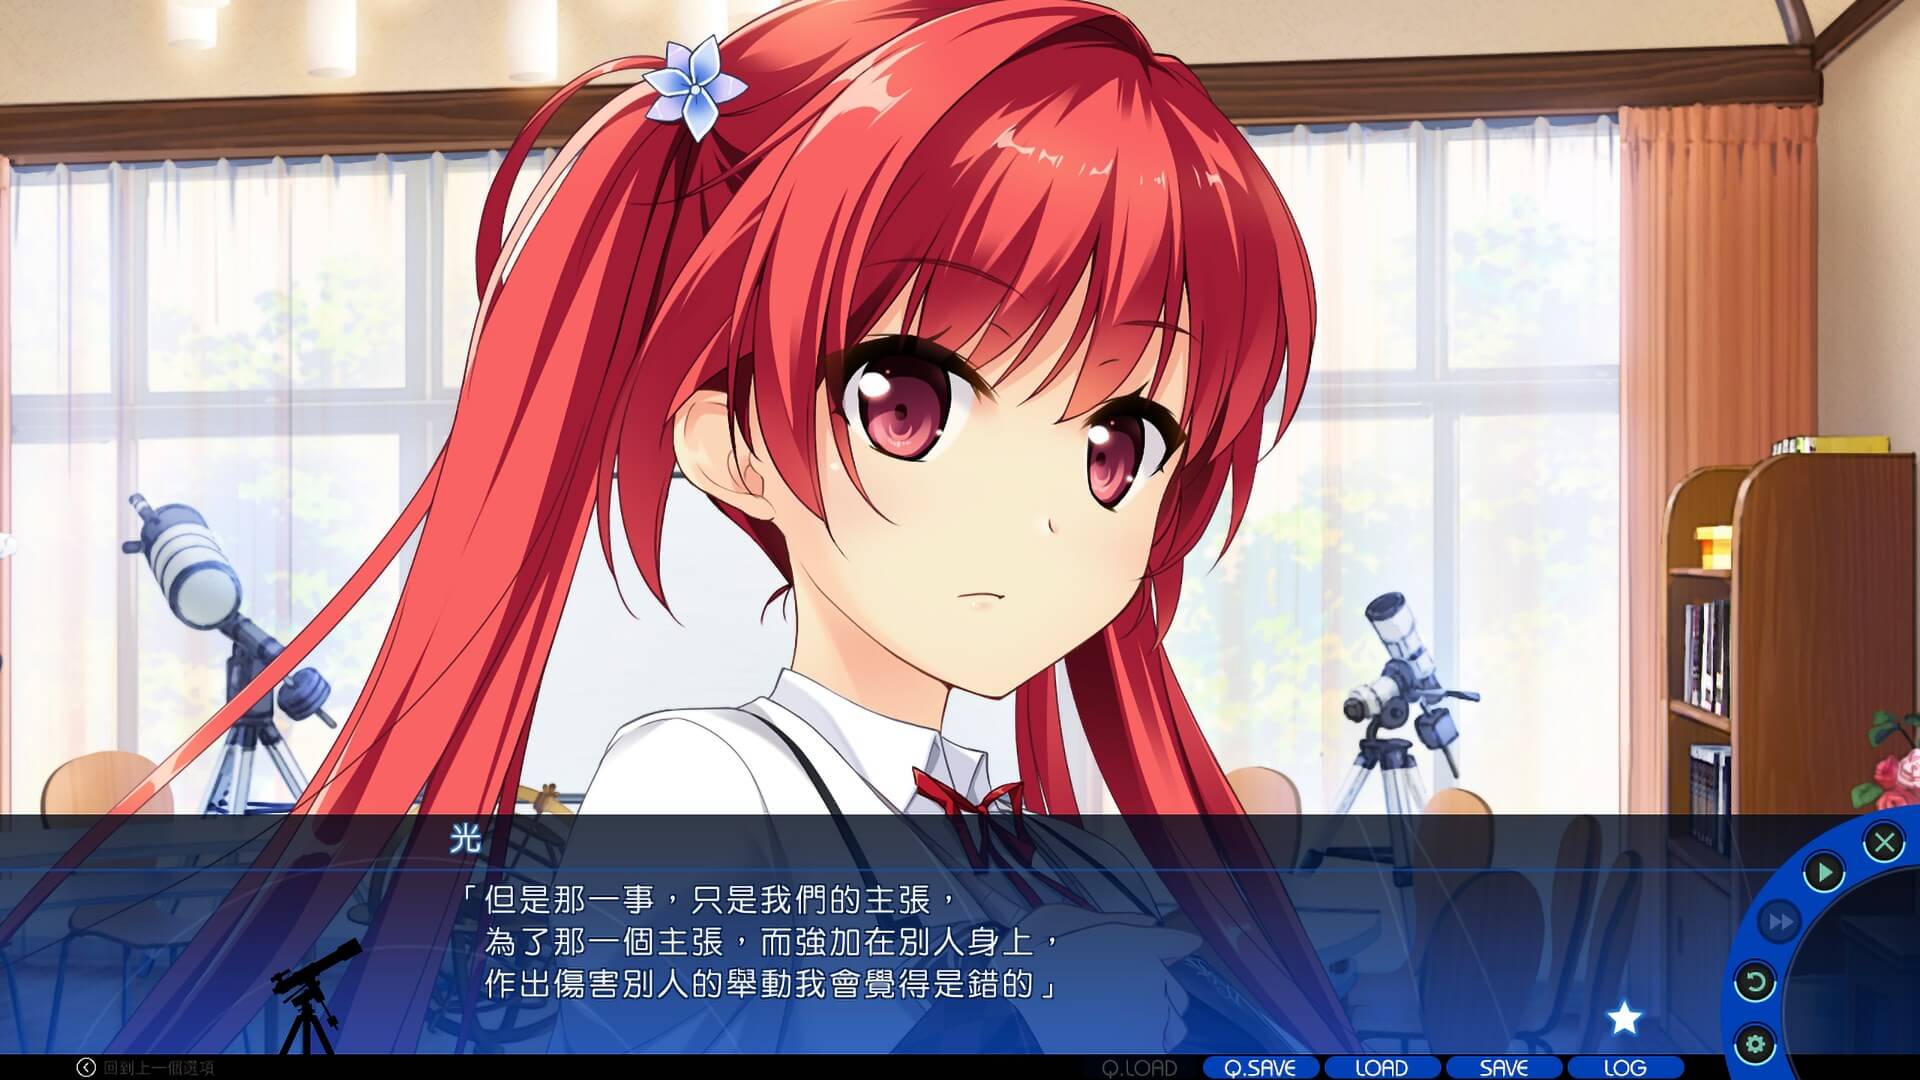 光
「但是那一事，只是我們的主張，
為了那一個主張，而強加在別人身上，
作出傷害別人的舉動我會覺得是錯的」
回到上一個選項
Q.LOAD
Q.SAVE
LOAD
SAVE
LOG